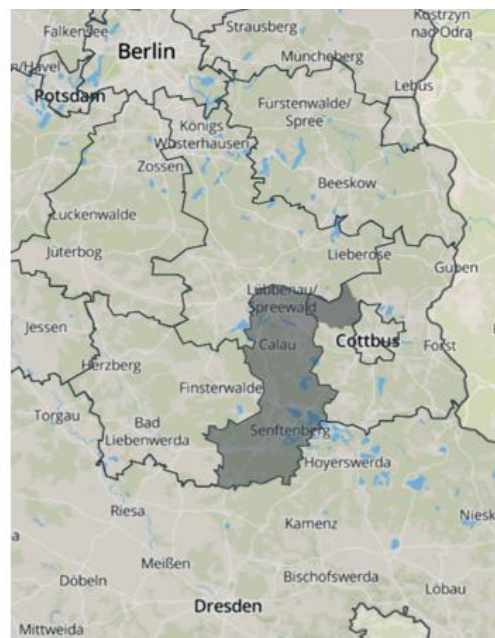 Kostrzyn
nad Odrą
Falkensee
Strausberg
Berlin
Müncheberg
n/Havel
Potsdam
Lebus
Fürstenwalde/
Spree
Königs
Wusterhausen
Zossen
Beeskow
Luckenwalde
Jüterbog
Lieberose
Guben
Lübbenau/
Spreewald
Jessen
Calau
Cottbus
Forst
Herzberg
Finsterwalde
Torgau
Bad
Liebenwerda
Senftenberg
Hoyerswerda
Riesa
Niesk
Kamenz
a
Meißen
Döbeln
Bischofswerda
Löbau
Dresden
Mittweida